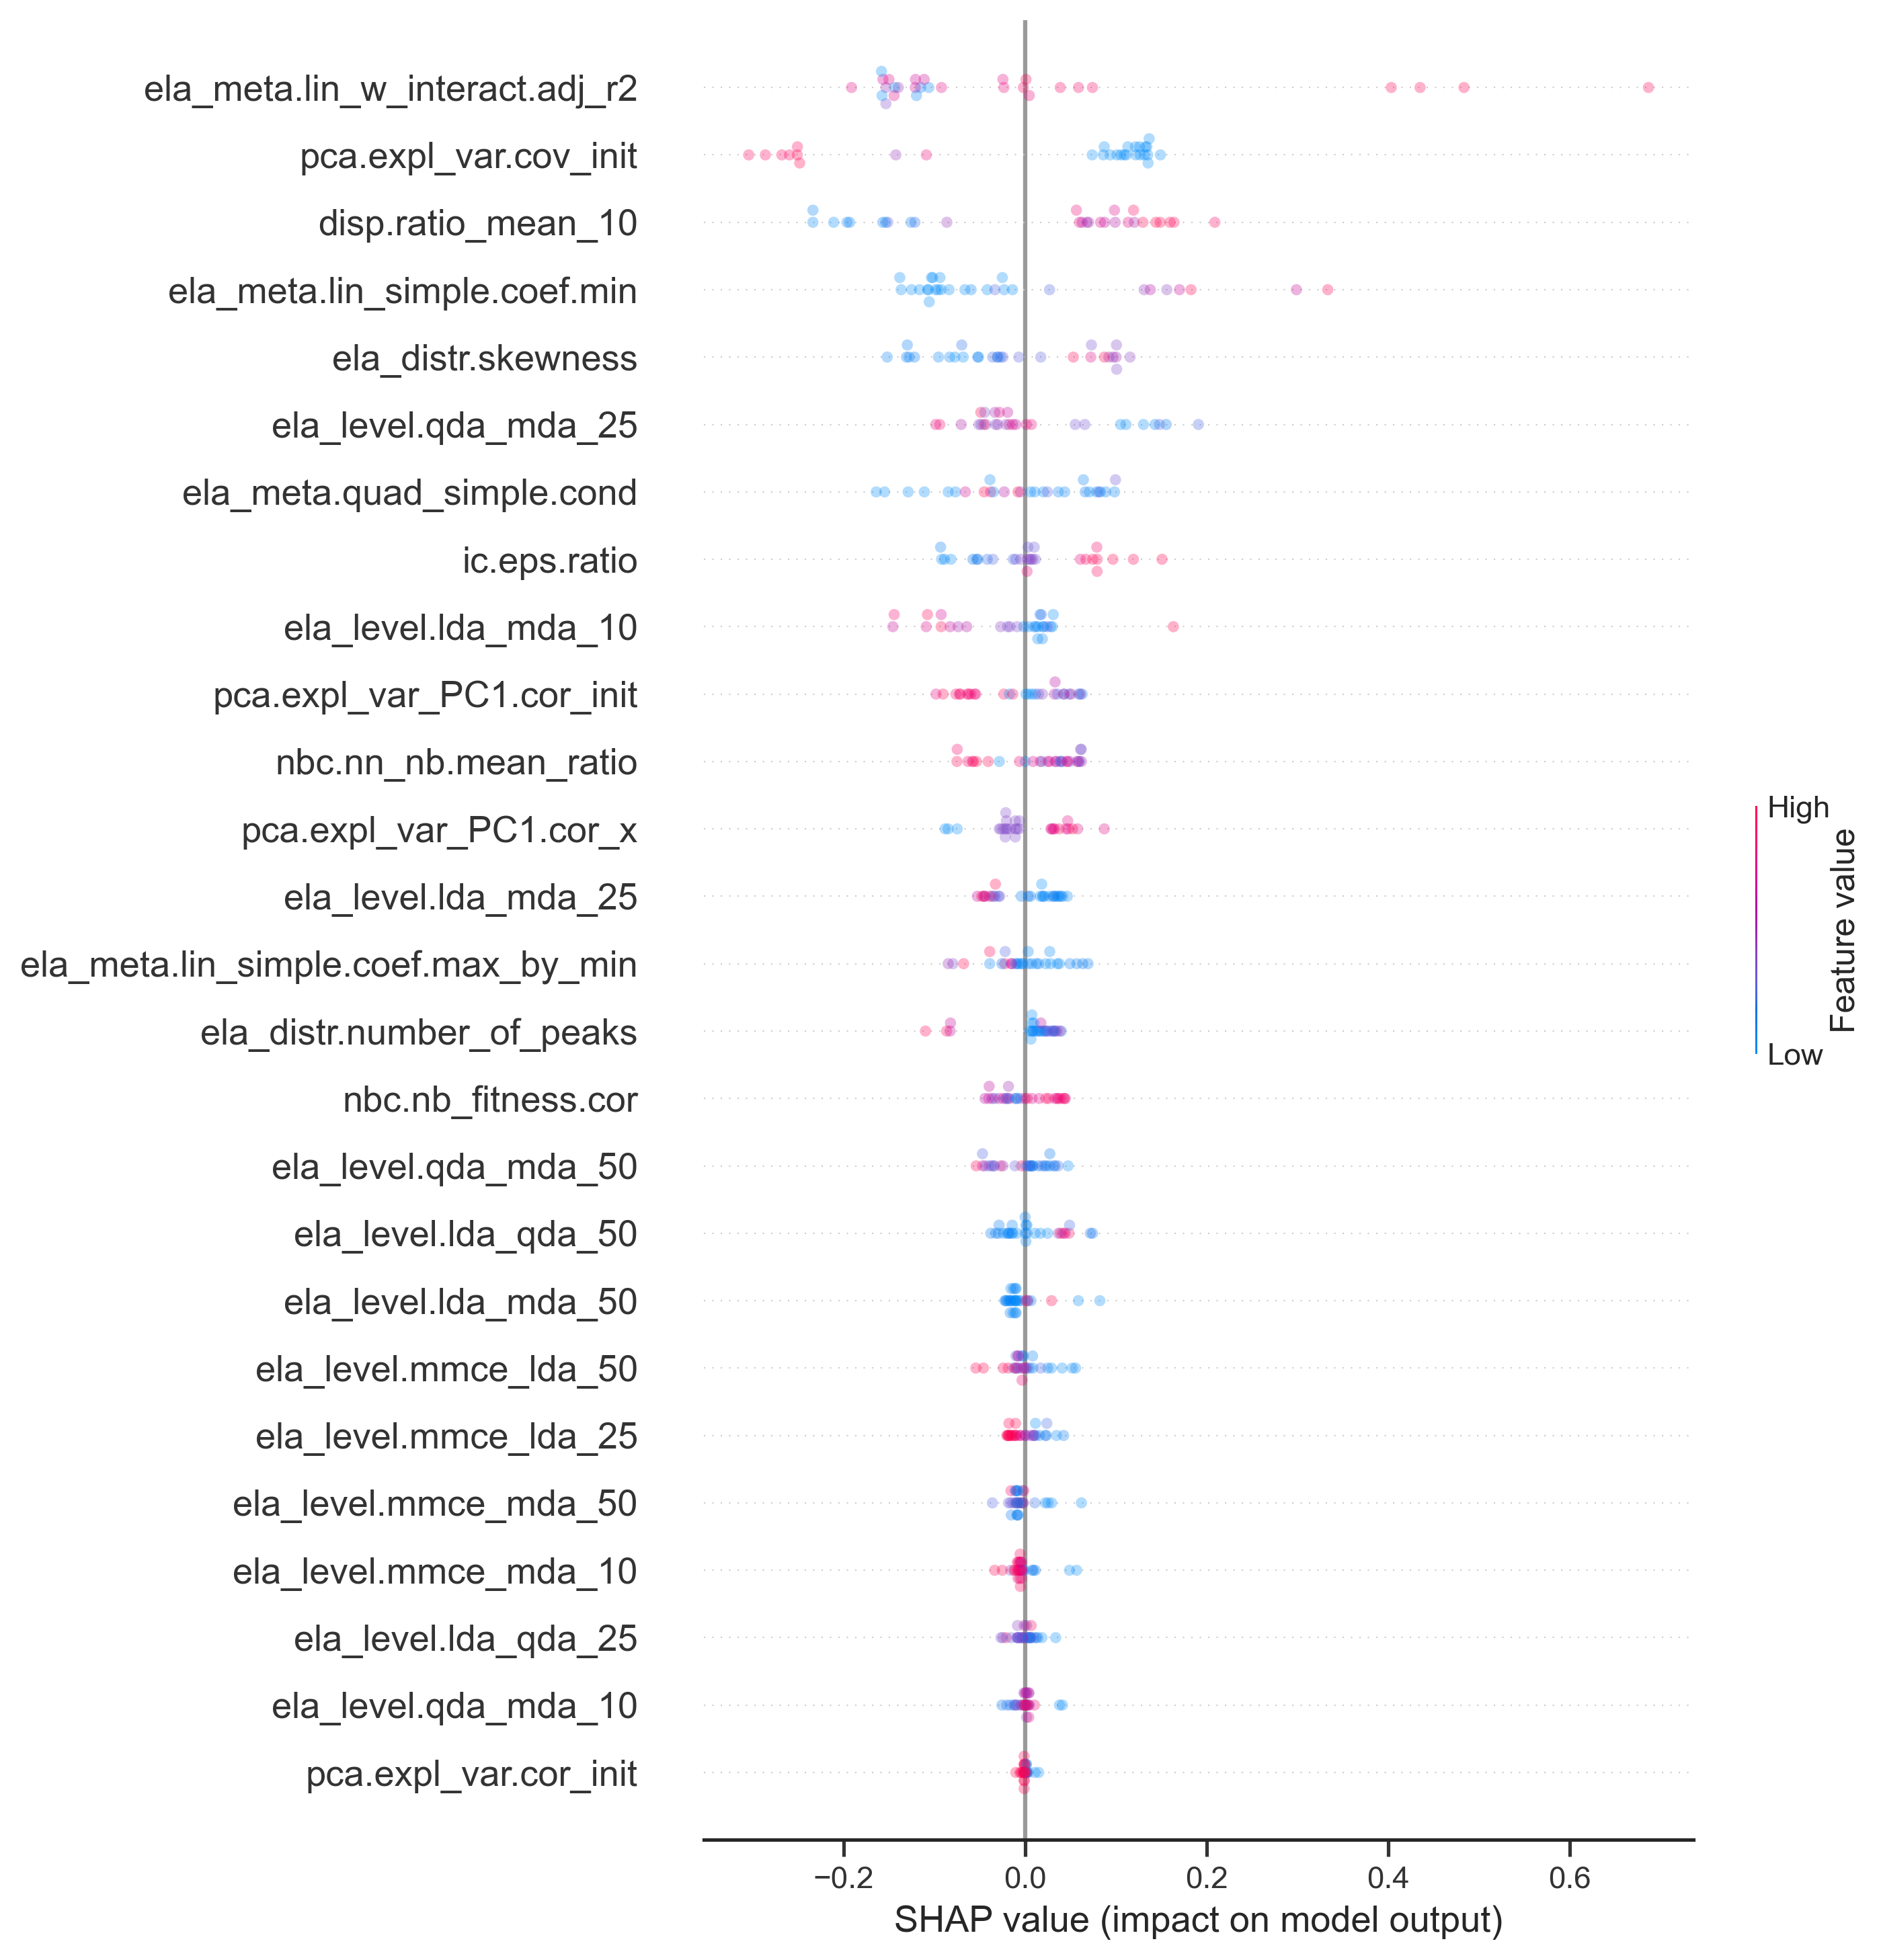 ela_meta.lin_w_interact.adj_r2
pca.expl_var.cov_init
disp.ratio_mean_10
ela_meta.lin_simple.coef.min
ela_distr.skewness
ela_level.qda_mda_25
ela_meta.quad_simple.cond
ic.eps.ratio
ela_level.lda_mda_10
pca.expl_var_PC1.cor_init
nbc.nn_nb.mean_ratio
pca.expl_var_PC1.cor_x
ela_level.lda_mda_25
ela_meta.lin_simple.coef.max_by_min
ela_distr.number_of_peaks
nbc.nb_fitness.cor
ela_level.qda_mda_50
ela_level.lda_qda_50
ela_level.lda_mda_50
ela_level.mmce_lda_50
ela_level.mmce_lda_25
ela_level.mmce_mda_50
ela_level.mmce_mda_10
ela_level.lda_qda_25
ela_level.qda_mda_10
pca.expl_var.cor_init
−0.2 0.0 0.2 0.4 0.6
SHAP value (impact on model output)
High
Feature value
Low